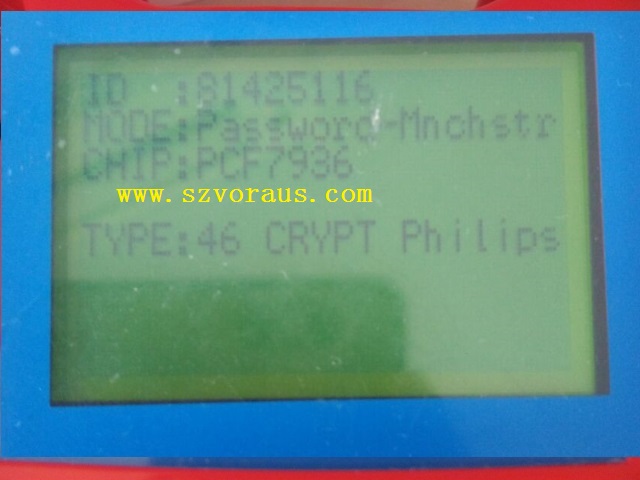 ID  :81425116
MODE:Password-Mnchstr
CHIP:PCF7936
www.szvoraus.com
TYPE:46 CRYPT Philips